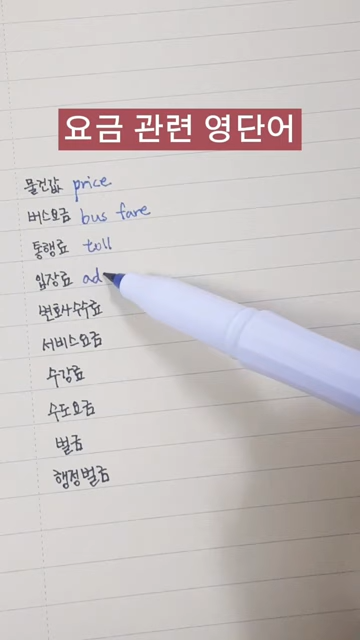 요금 관련 영단어
물건값 price
버스요금 bus fare
통행료 toll
입장료 ad
변호사수수료
서비스요금
수강료
수도요금
벌금
행정벌금